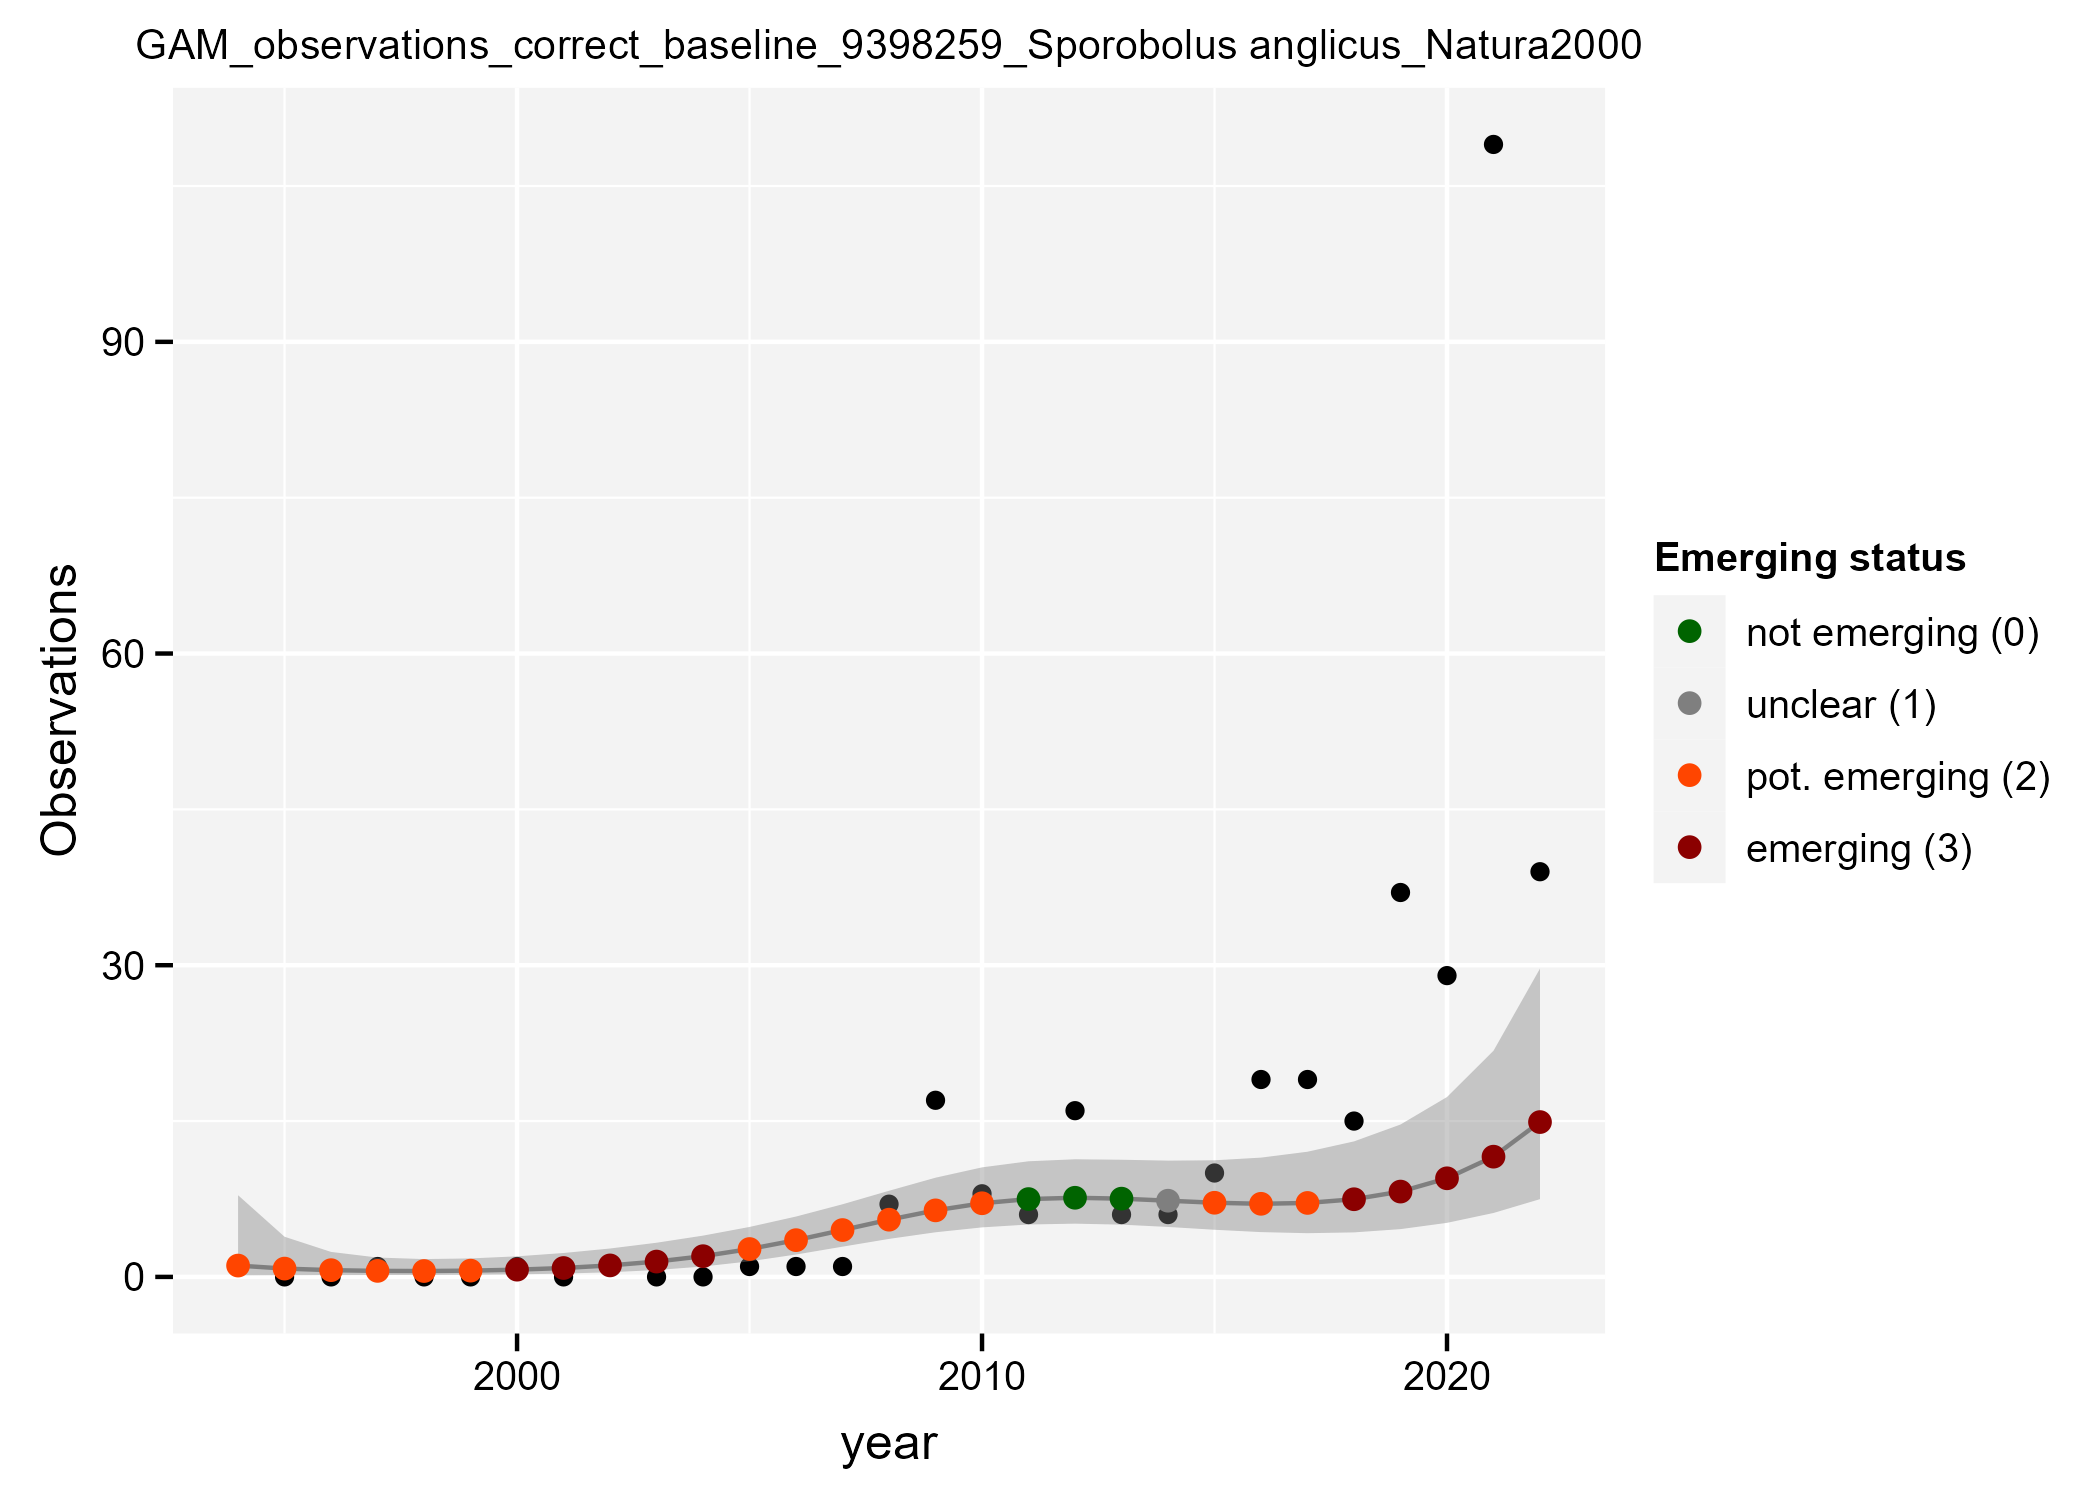 GAM_observations_correct_baseline_9398259_Sporobolus anglicus_Natura2000
Observations
90
60
30
0
2000
2010
2020
year
Emerging status
not emerging (0)
unclear (1)
pot. emerging (2)
emerging (3)